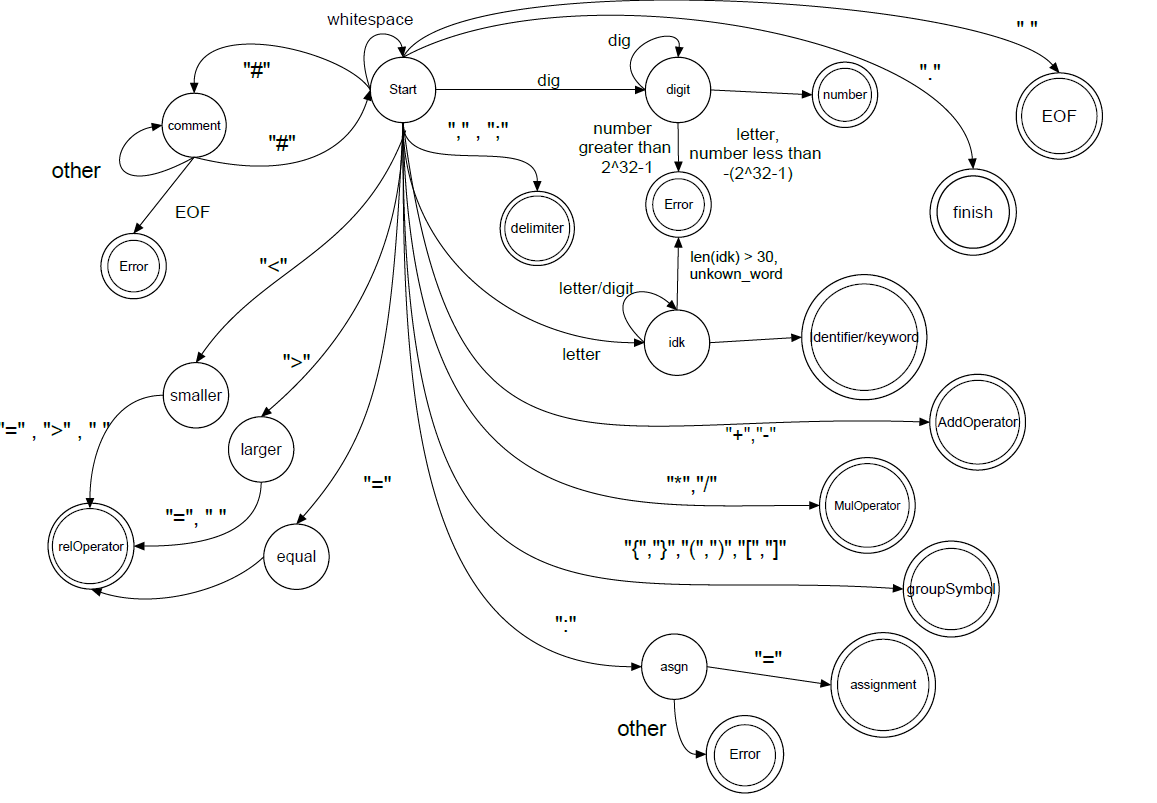 whitespace
" "
dig
"#"
"."
Start
dig
digit
number
EOF
comment
"," , ";"
number
greater than
2^32-1
letter,
number less than
-(2^32-1)
"#"
other
EOF
Error
finish
delimiter
Error
"<"
len(idk) > 30,
unkown_word
letter/digit
idk
identifier/keyword
letter
">"
smaller
"=" , ">" , " "
larger
AddOperator
"+","-"
"="
"*","/"
MulOperator
"=", " "
relOperator
equal
"{","}","(",")","[","]"
groupSymbol
":"
asgn
"="
assignment
other
Error